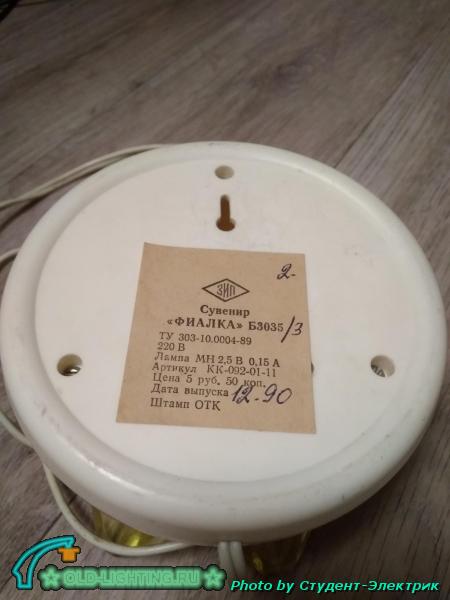 ЗИП
2-
Сувенир
«ФИАЛКА» Б3035/3
ТУ 303-10.0004-89
220 В
Лампа МН 2,5 В 0,15 А
Артикул КК-092-01-11
Цена 5 руб. 50 коп.
Дата выпуска 12-90
Штамп ОТК
OLD-LIGHTING.RU
Photo by Студент-Электрик